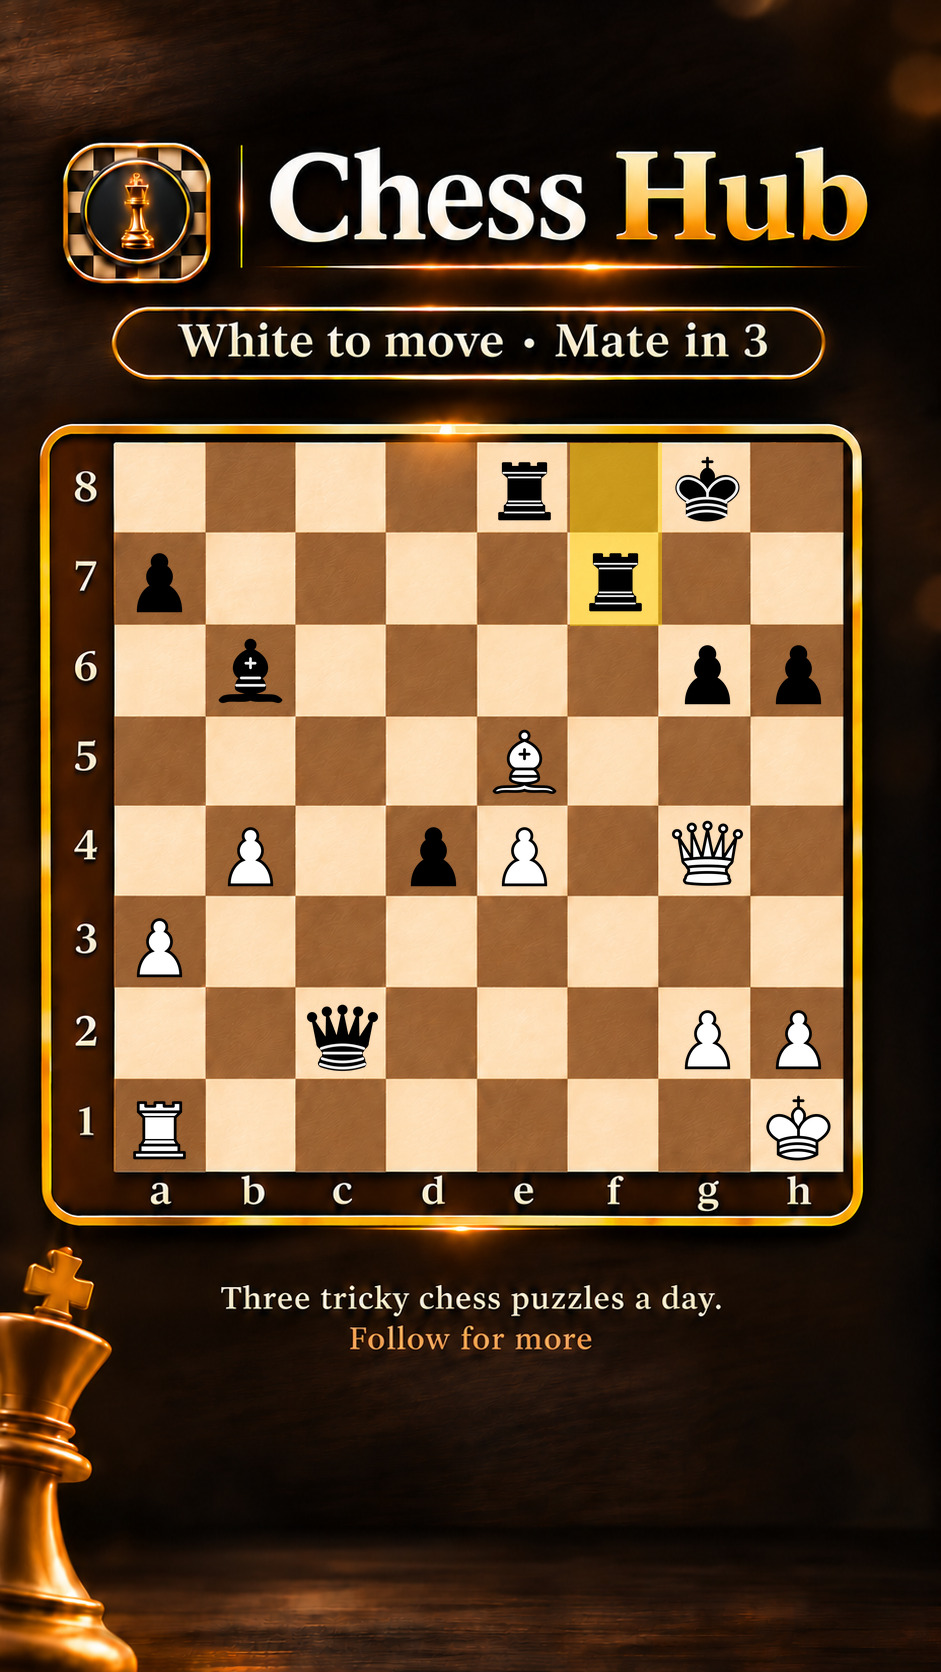 Chess Hub
White to move • Mate in 3
8
7
6
5
4
3
2
1
a b c d e f g h
Three tricky chess puzzles a day.
Follow for more